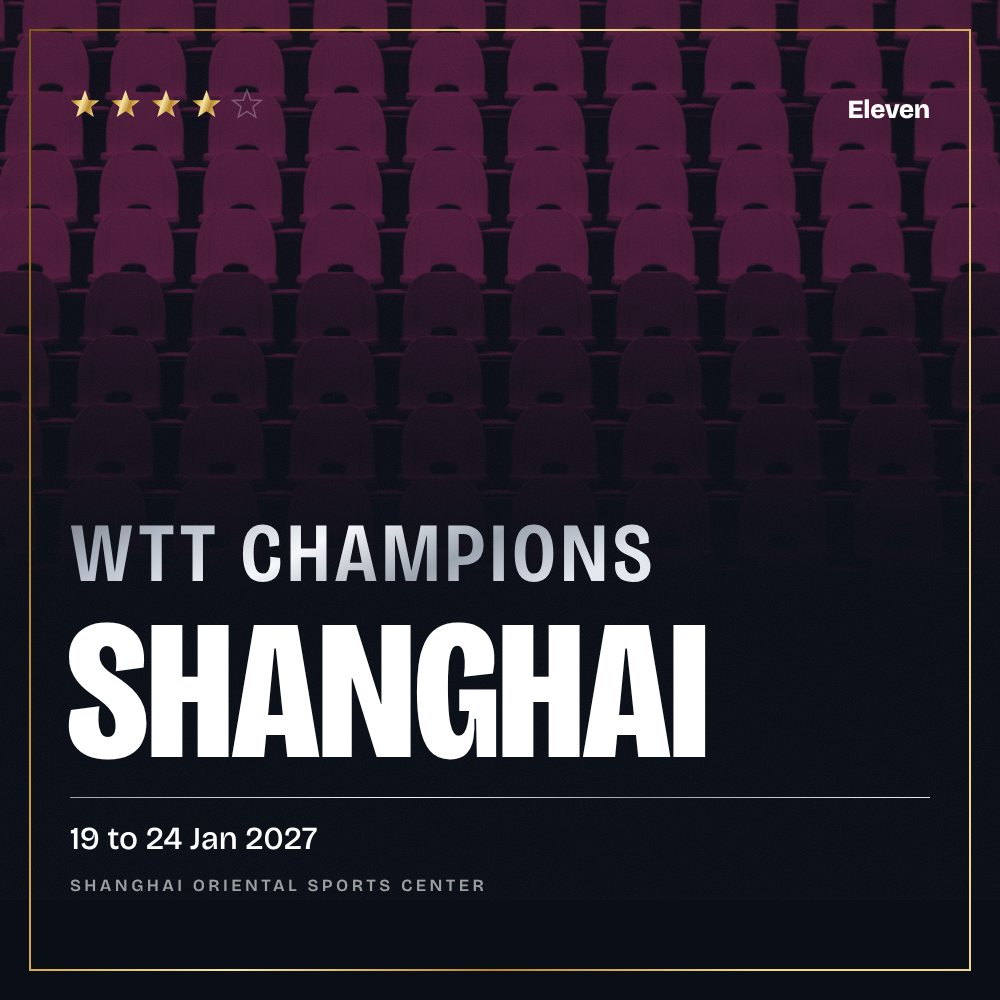 Eleven
WTT CHAMPIONS
SHANGHAI
19 to 24 Jan 2027
SHANGHAI ORIENTAL SPORTS CENTER